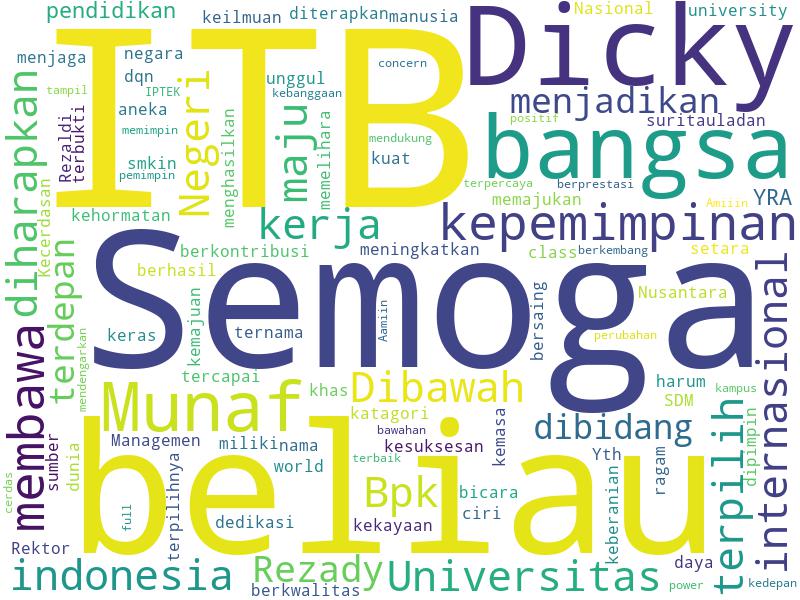 pendidikan
keilmuan
diterapkan
manusia
Nasional
university
ITB
Dicky
menjaga
negara
dqn
IPTEK
tampil
aneka
unggul
kebanggaan
concern
menjadikan
positif
suritauladan
Rezaldi
terbukti
memimpin
Negeri
menghasilkan
maju
memelihara
mendukung
kuat
bangsa
smkin
pemimpin
terpercaya
berprestasi
memajukan
Amiiin
YRA
diharapkan
Kecerdasan
kehormatan
kerja
kepemimpinan
berkontribusi
meningkatkan
class
berkembang
setara
terdepan
berhasil
Semoga
Nusantara
internasional
keras
kemajuan
ternama
Aamiin
bersaing
perubahan
membawa
mendengarkan
tercapai
khas
Dibawah
harum
kampus
SDM
Munaf
katagori
bawahan
kemasa
dibidang
terpilih
dipimpin
sumber
dunia
Managemen
miliki
nama
kesuksesan
Yth
ragam
cerdas
beliau
terpilihnya
world
terbaik
Bpk
bicara
ciri
keberanian
full
dedikasi
kekayaan
Rektor
indonesia
Rezady
berkwalitas
Universitas
daya
power
kedepan